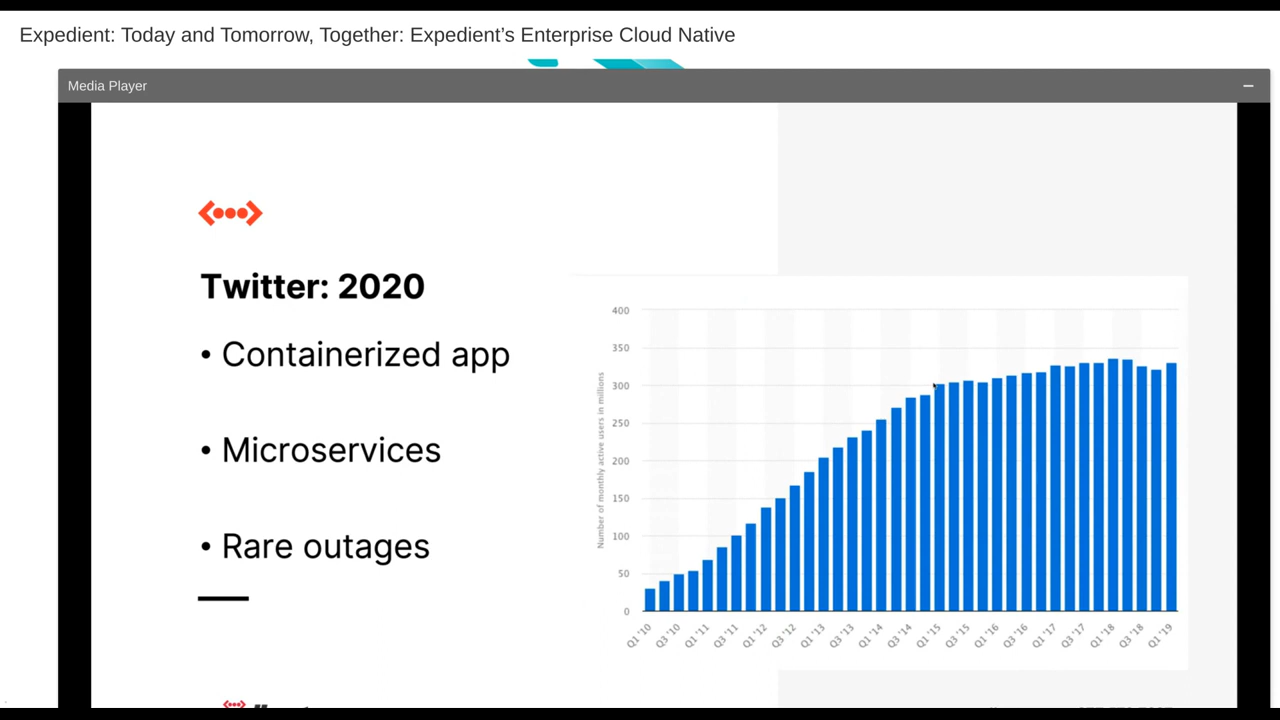 Expedient: Today and Tomorrow, Together: Expedient’s Enterprise Cloud Native
Media Player
Twitter: 2020
• Containerized app
• Microservices
• Rare outages
Number of monthly active users in millions
400
350
300
250
200
150
100
50
0
Q1 '10
Q3 '10
Q1 '11
Q3 '11
Q1 '12
Q3 '12
Q1 '13
Q3 '13
Q1 '14
Q3 '14
Q1 '15
Q3 '15
Q1 '16
Q3 '16
Q1 '17
Q3 '17
Q1 '18
Q3 '18
Q1 '19